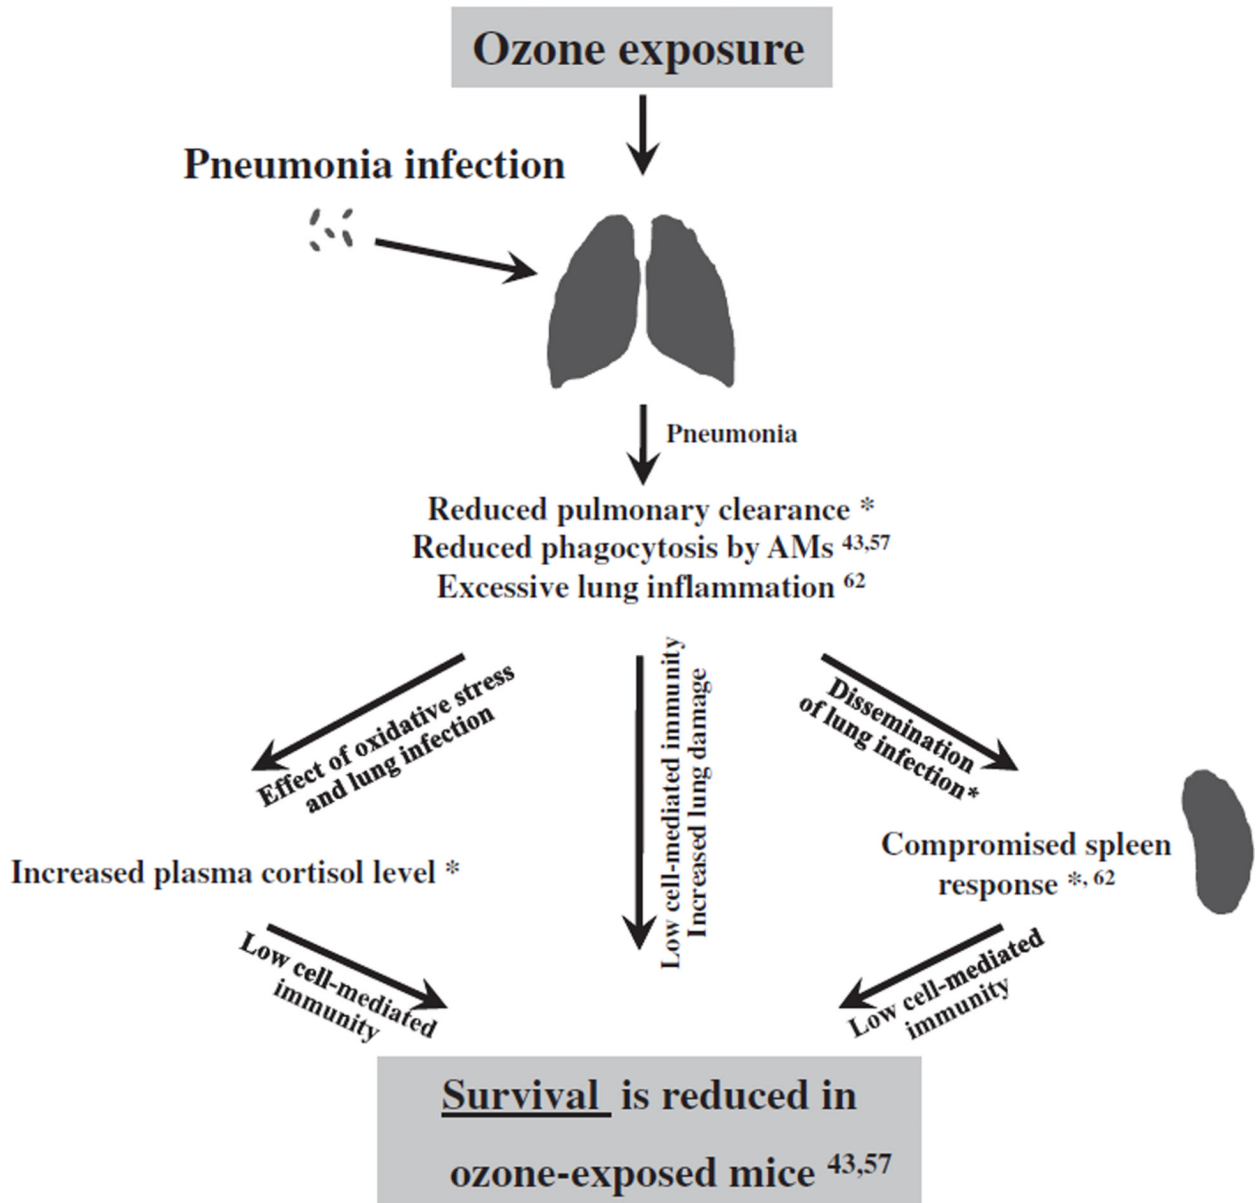 Ozone exposure
Pneumonia infection
Pneumonia
Reduced pulmonary clearance *
Reduced phagocytosis by AMs 43,57
Excessive lung inflammation 62
Effect of oxidative stress
and lung infection
Low cell-mediated immunity
Increased lung damage
Dissemination
of lung infection*
Increased plasma cortisol level *
Compromised spleen
response *, 62
Low cell-mediated
immunity
Low cell-mediated
immunity
Survival is reduced in
ozone-exposed mice 43,57